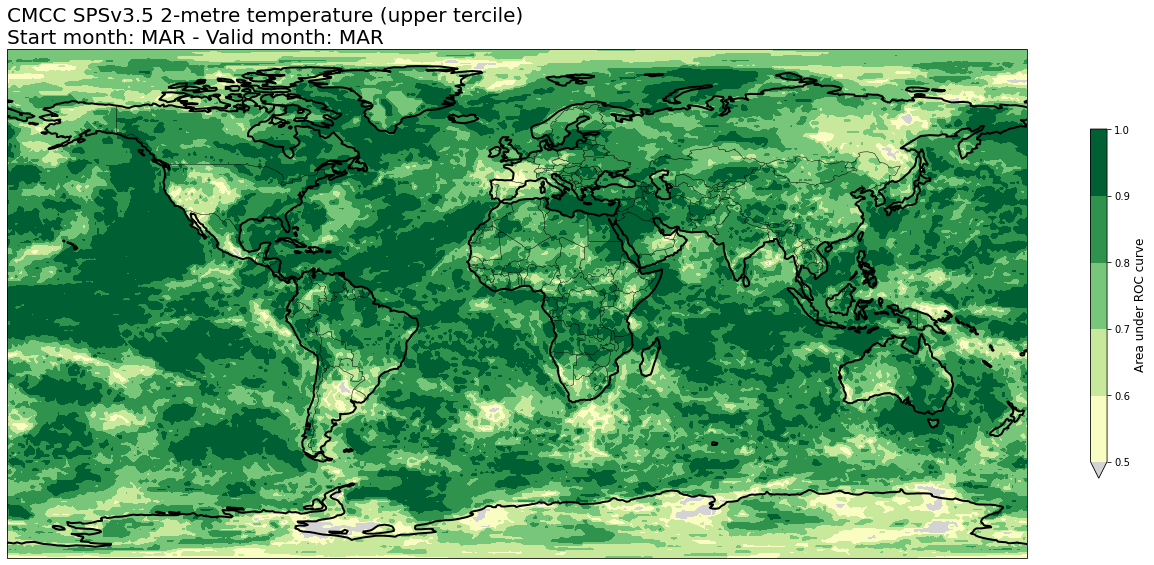 CMCC SPSv3.5 2-metre temperature (upper tercile)
Start month: MAR - Valid month: MAR
1.0
0.9
0.8
0.7
0.6
0.5
Area under ROC curve